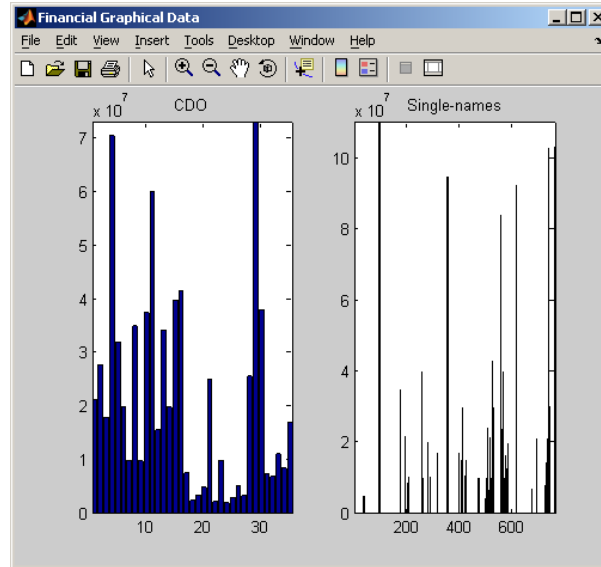 Financial Graphical Data
File Edit View Insert Tools Desktop Window Help
x 10^7
CDO
7
6
5
4
3
2
1
0
10 20 30
x 10^7
Single-names
10
8
6
4
2
0
200 400 600